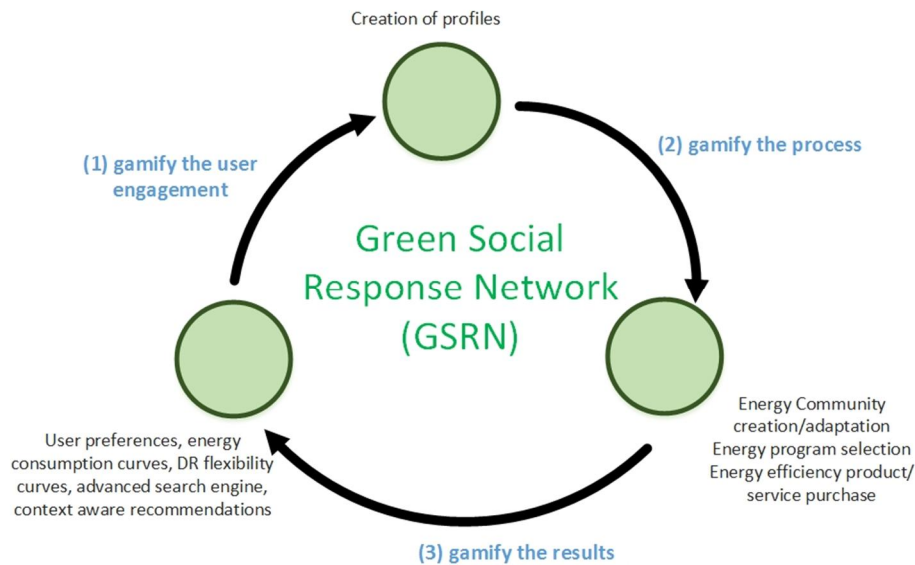 Creation of profiles
(1) gamify the user
engagement
(2) gamify the process
Green Social
Response Network
(GSRN)
User preferences, energy
consumption curves, DR flexibility
curves, advanced search engine,
context aware recommendations
Energy Community
creation/adaptation
Energy program selection
Energy efficiency product/
service purchase
(3) gamify the results